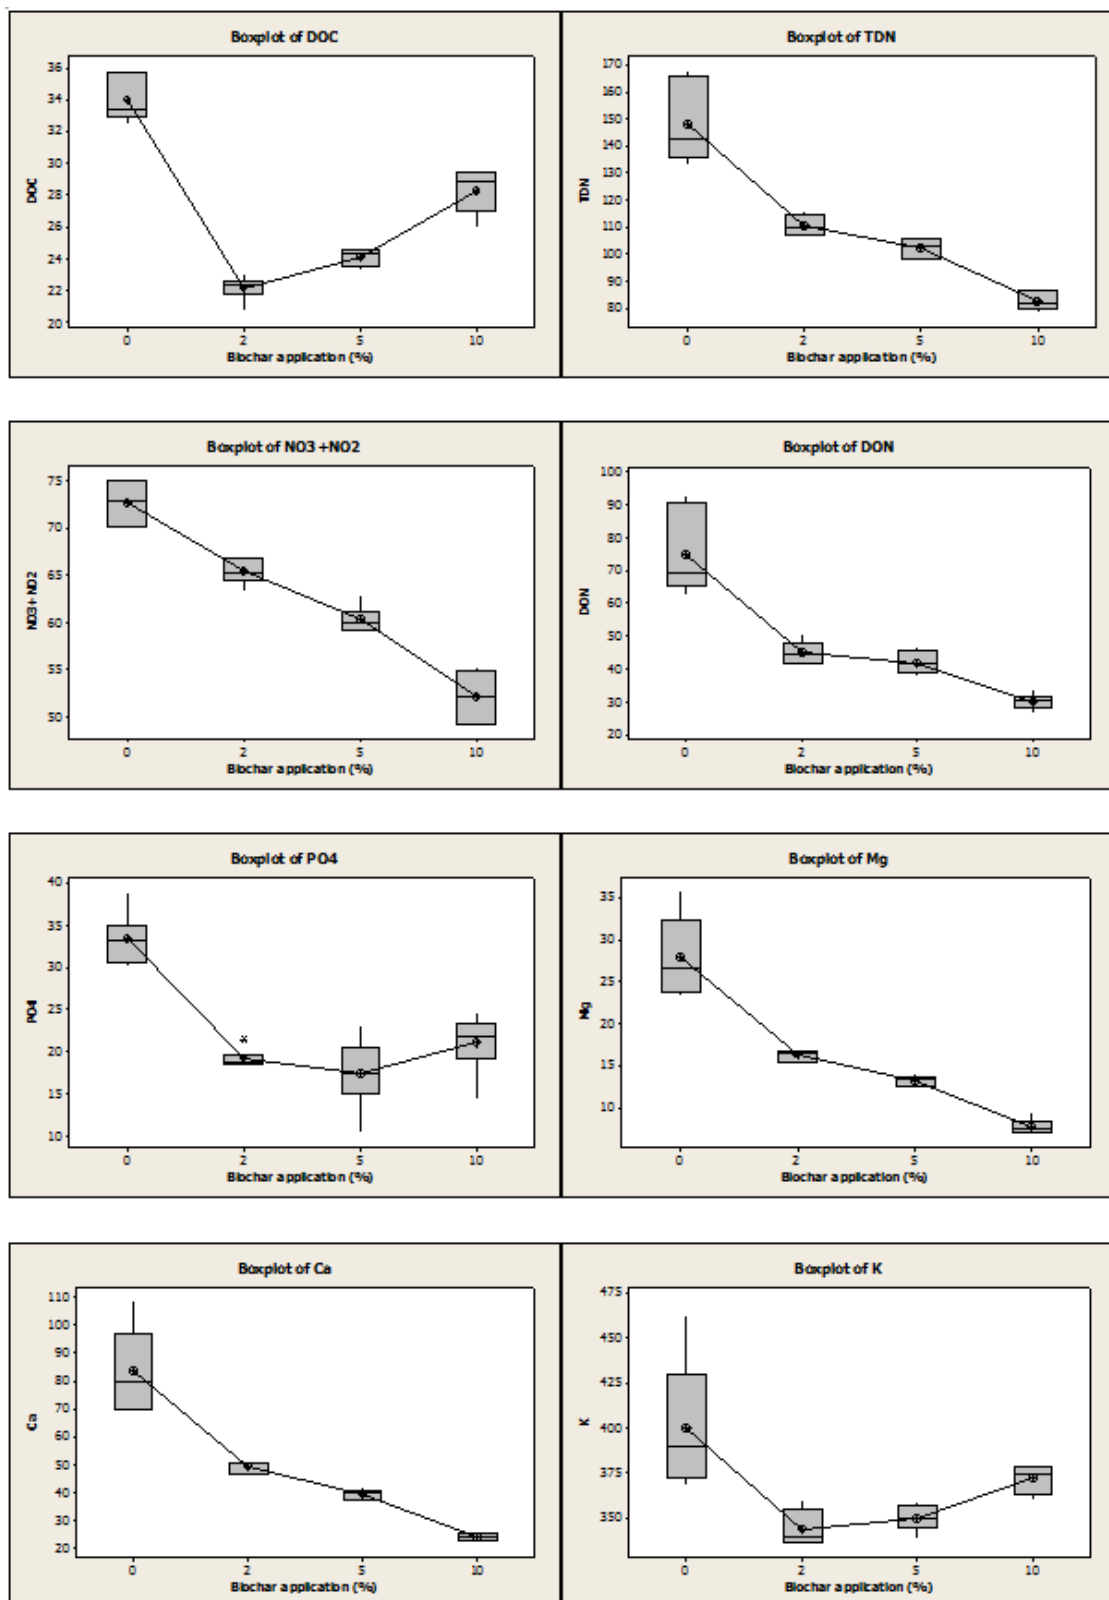 Boxplot of DOC
36
34
32
30
28
26
24
22
20
DOC
0 2 5 10
Biochar application (%)
Boxplot of TDN
170
160
150
140
130
120
110
100
90
80
TDN
0 2 5 10
Biochar application (%)
Boxplot of NO3+NO2
75
70
65
60
55
50
NO3+NO2
0 2 5 10
Biochar application (%)
Boxplot of DON
100
90
80
70
60
50
40
30
20
DON
0 2 5 10
Biochar application (%)
Boxplot of PO4
40
35
30
25
20
15
10
PO4
0 2 5 10
Biochar application (%)
Boxplot of Mg
35
30
25
20
15
10
Mg
0 2 5 10
Biochar application (%)
Boxplot of Ca
110
100
90
80
70
60
50
40
30
20
Ca
0 2 5 10
Biochar application (%)
Boxplot of K
475
450
425
400
375
350
K
0 2 5 10
Biochar application (%)